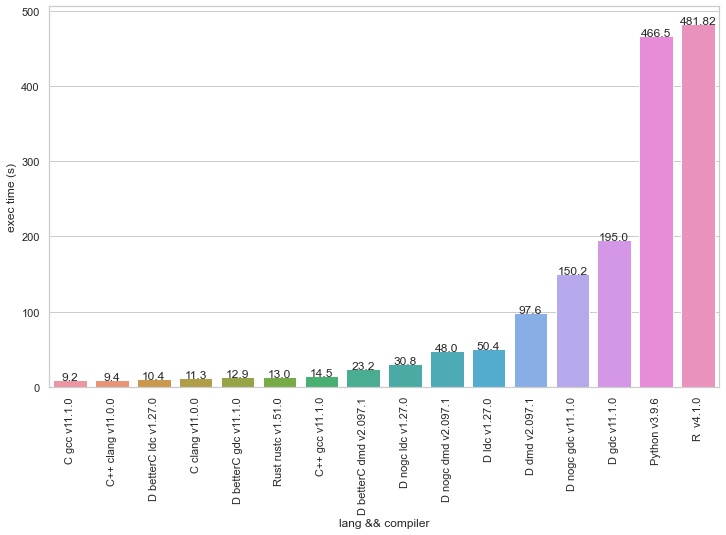 500
400
300
200
100
0
exec time (s)
9.2
9.4
10.4
11.3
12.9
13.0
14.5
23.2
30.8
48.0
50.4
97.6
150.2
195.0
466.5
481.82
C gcc v11.1.0
C++ clang v11.0.0
D betterC ldc v1.27.0
C clang v11.0.0
D betterC gdc v11.1.0
Rust rustc v1.51.0
C++ gcc v11.1.0
D betterC dmd v2.097.1
D nogc ldc v1.27.0
D nogc dmd v2.097.1
D ldc v1.27.0
D dmd v2.097.1
D nogc gdc v11.1.0
D gdc v11.1.0
Python v3.9.6
R  v4.1.0
lang && compiler